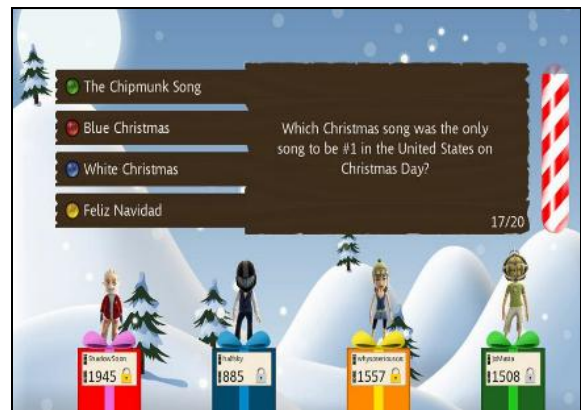 The Chipmunk Song
Blue Christmas
White Christmas
Feliz Navidad
Which Christmas song was the only
song to be #1 in the United States on
Christmas Day?
17/20
ShadowSoon
1945
885
1557
1508